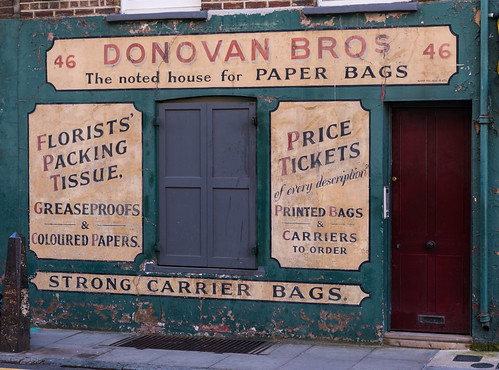 46 DONOVAN BROS 46
The noted house for PAPER BAGS
FLORISTS'
PACKING
TISSUE,
GREASEPROOFS
&
COLOURED PAPERS.
PRICE
TICKETS
of every description
PRINTED BAGS
&
CARRIERS
TO ORDER
STRONG CARRIER BAGS.